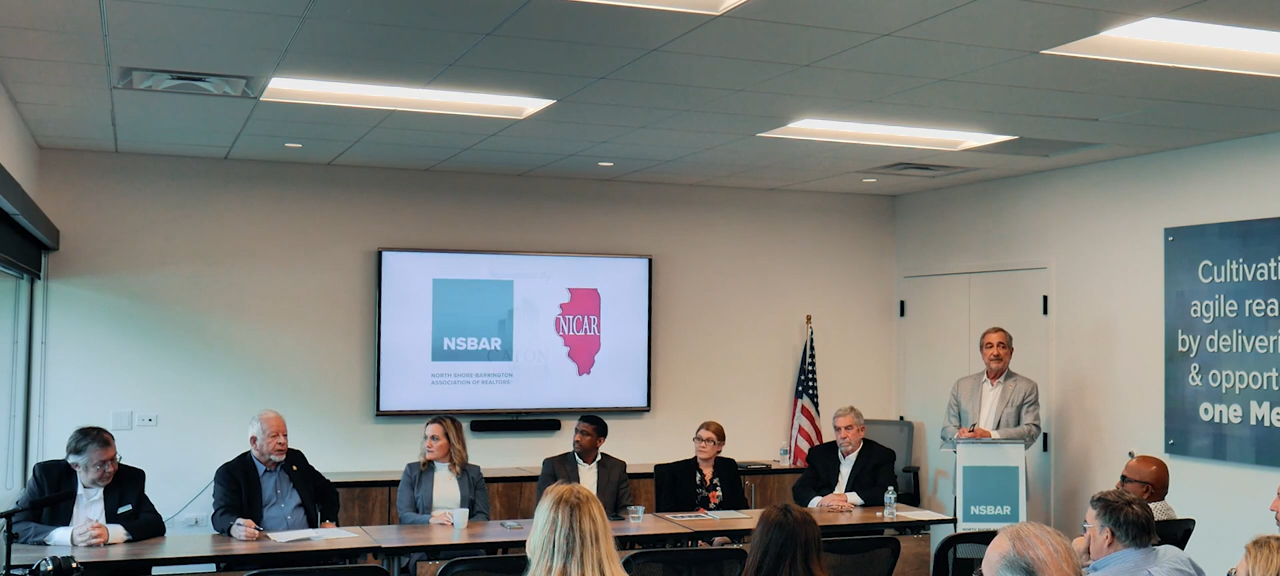 NSBAR
NORTH SHORE-BARRINGTON
ASSOCIATION OF REALTORS®
NICAR
Cultivati
agile rea
by deliveri
& opport
one Me
NSBAR